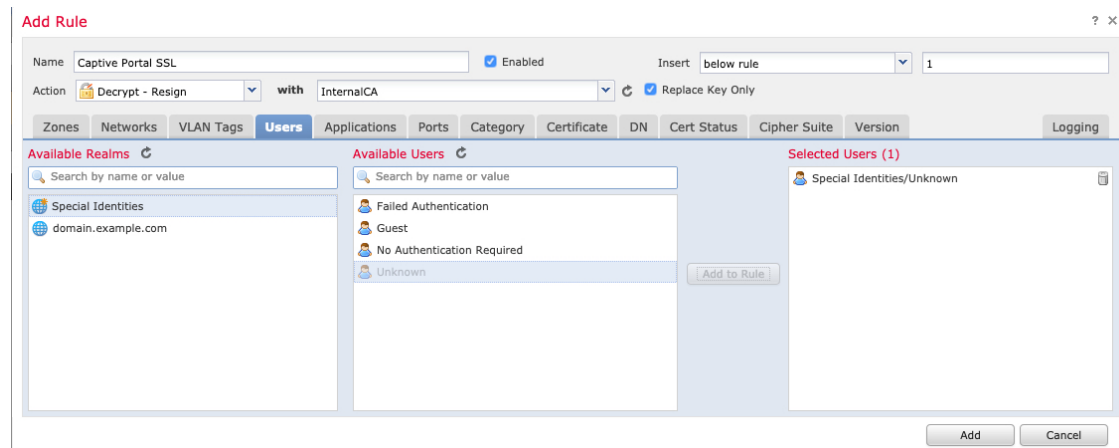 Add Rule ? X
Name Captive Portal SSL Enabled Insert below rule 1
Action Decrypt - Resign with InternalCA Replace Key Only
Zones Networks VLAN Tags Users Applications Ports Category Certificate DN Cert Status Cipher Suite Version Logging
Available Realms Available Users Selected Users (1)
Search by name or value Search by name or value Special Identities/Unknown
Special Identities Failed Authentication
domain.example.com Guest
No Authentication Required
Unknown Add to Rule
Add Cancel